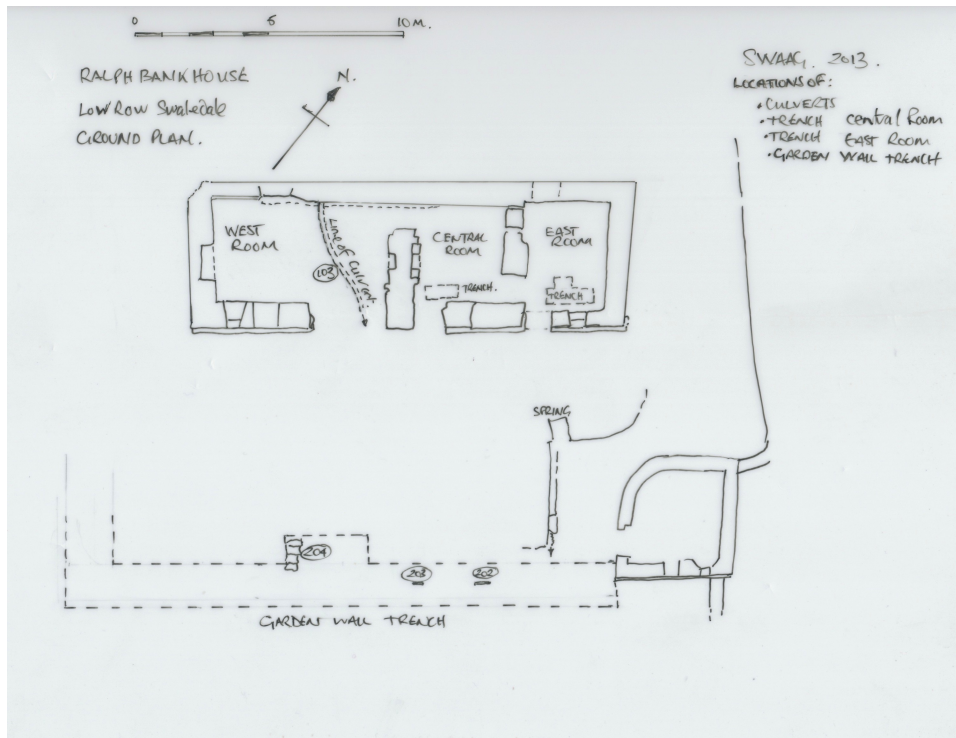 0 5 10 M.
RALPH BANK HOUSE
LOW ROW Swaledale
GROUND PLAN.
N.
SWAAG. 2013.
LOCATIONS OF:
• CULVERTS
• TRENCH central Room
• TRENCH EAST ROOM
• GARDEN WALL TRENCH
WEST
ROOM
Line of Culvert
103
CENTRAL
ROOM
TRENCH.
EAST
ROOM
TRENCH
SPRING
204
203
202
GARDEN WALL TRENCH